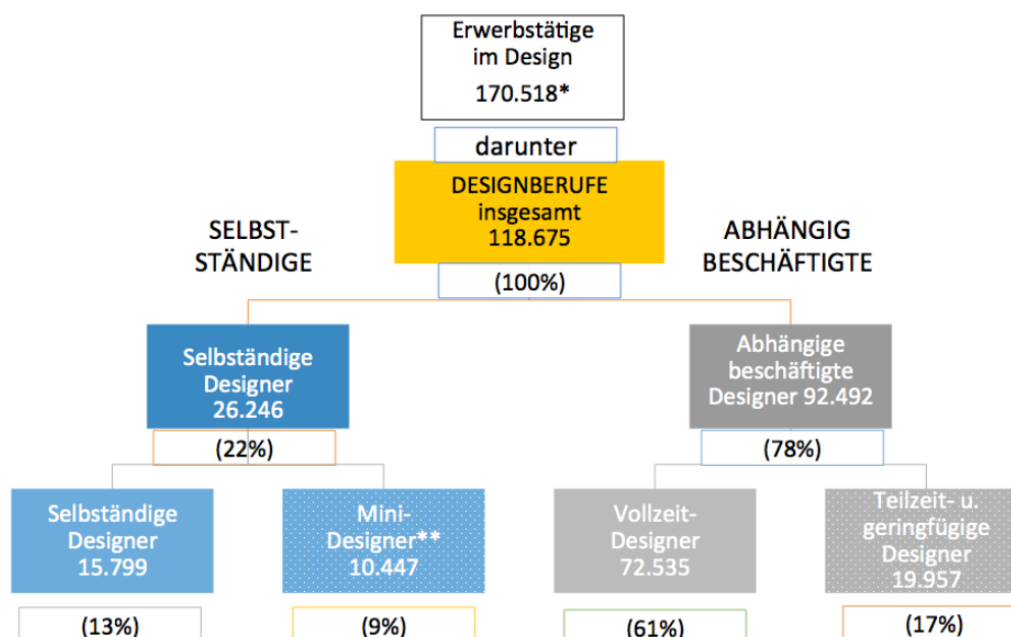 Erwerbstätige
im Design
170.518*
darunter
DESIGNBERUFE
insgesamt
118.675
(100%)
SELBST-
STÄNDIGE
ABHÄNGIG
BESCHÄFTIGTE
Selbständige
Designer
26.246
(22%)
Abhängige
beschäftigte
Designer 92.492
(78%)
Selbständige
Designer
15.799
(13%)
Mini-
Designer**
10.447
(9%)
Vollzeit-
Designer
72.535
(61%)
Teilzeit- u.
geringfügige
Designer
19.957
(17%)